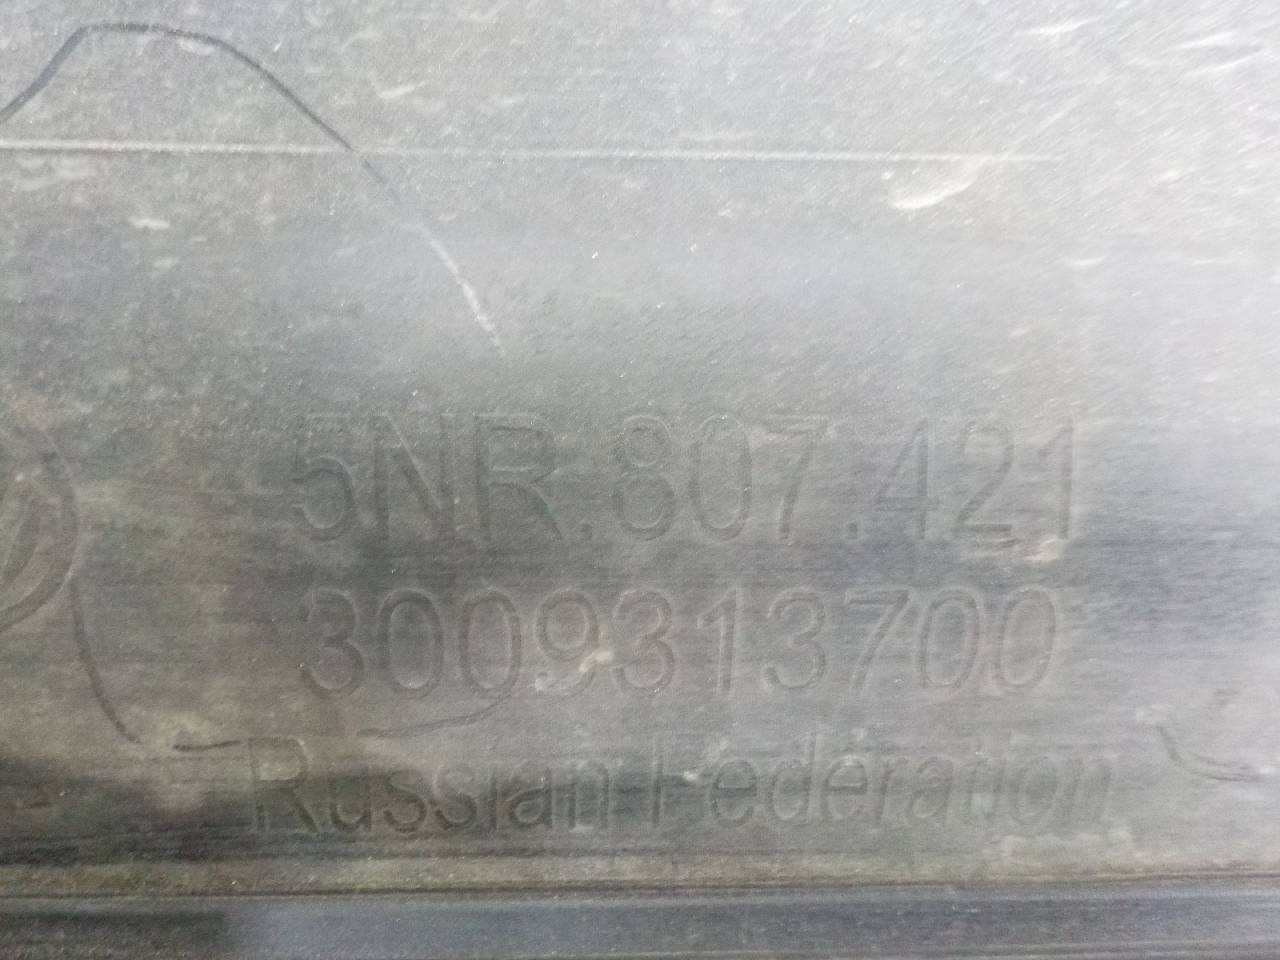 5NR.807.421
3009313700
Russian Federation